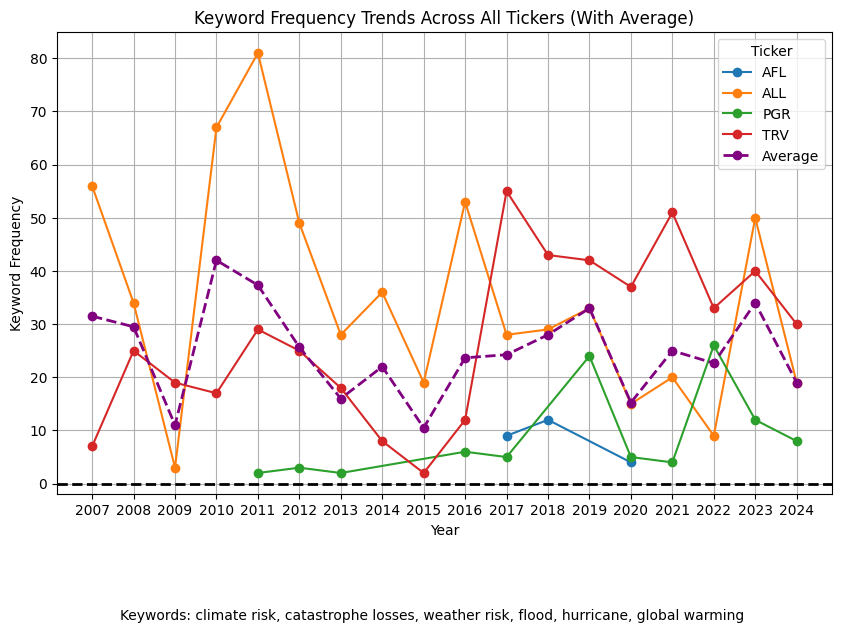 Keyword Frequency Trends Across All Tickers (With Average)
Ticker
AFL
ALL
PGR
TRV
Average
Keyword Frequency
80
70
60
50
40
30
20
10
0
2007 2008 2009 2010 2011 2012 2013 2014 2015 2016 2017 2018 2019 2020 2021 2022 2023 2024
Year
Keywords: climate risk, catastrophe losses, weather risk, flood, hurricane, global warming